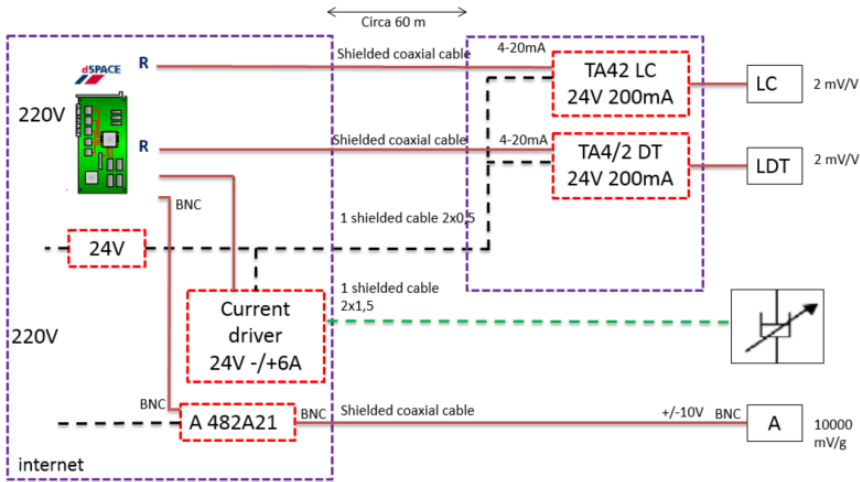 Circa 60 m
Shielded coaxial cable
4-20mA
dSPACE
R
TA42 LC
24V 200mA
LC
2 mV/V
220V
Shielded coaxial cable
4-20mA
R
TA4/2 DT
24V 200mA
LDT
2 mV/V
BNC
1 shielded cable 2x0,5
24V
1 shielded cable
2x1,5
Current
driver
24V -/+6A
220V
BNC
A 482A21
BNC
Shielded coaxial cable
+/-10V
BNC
A
10000
mV/g
internet